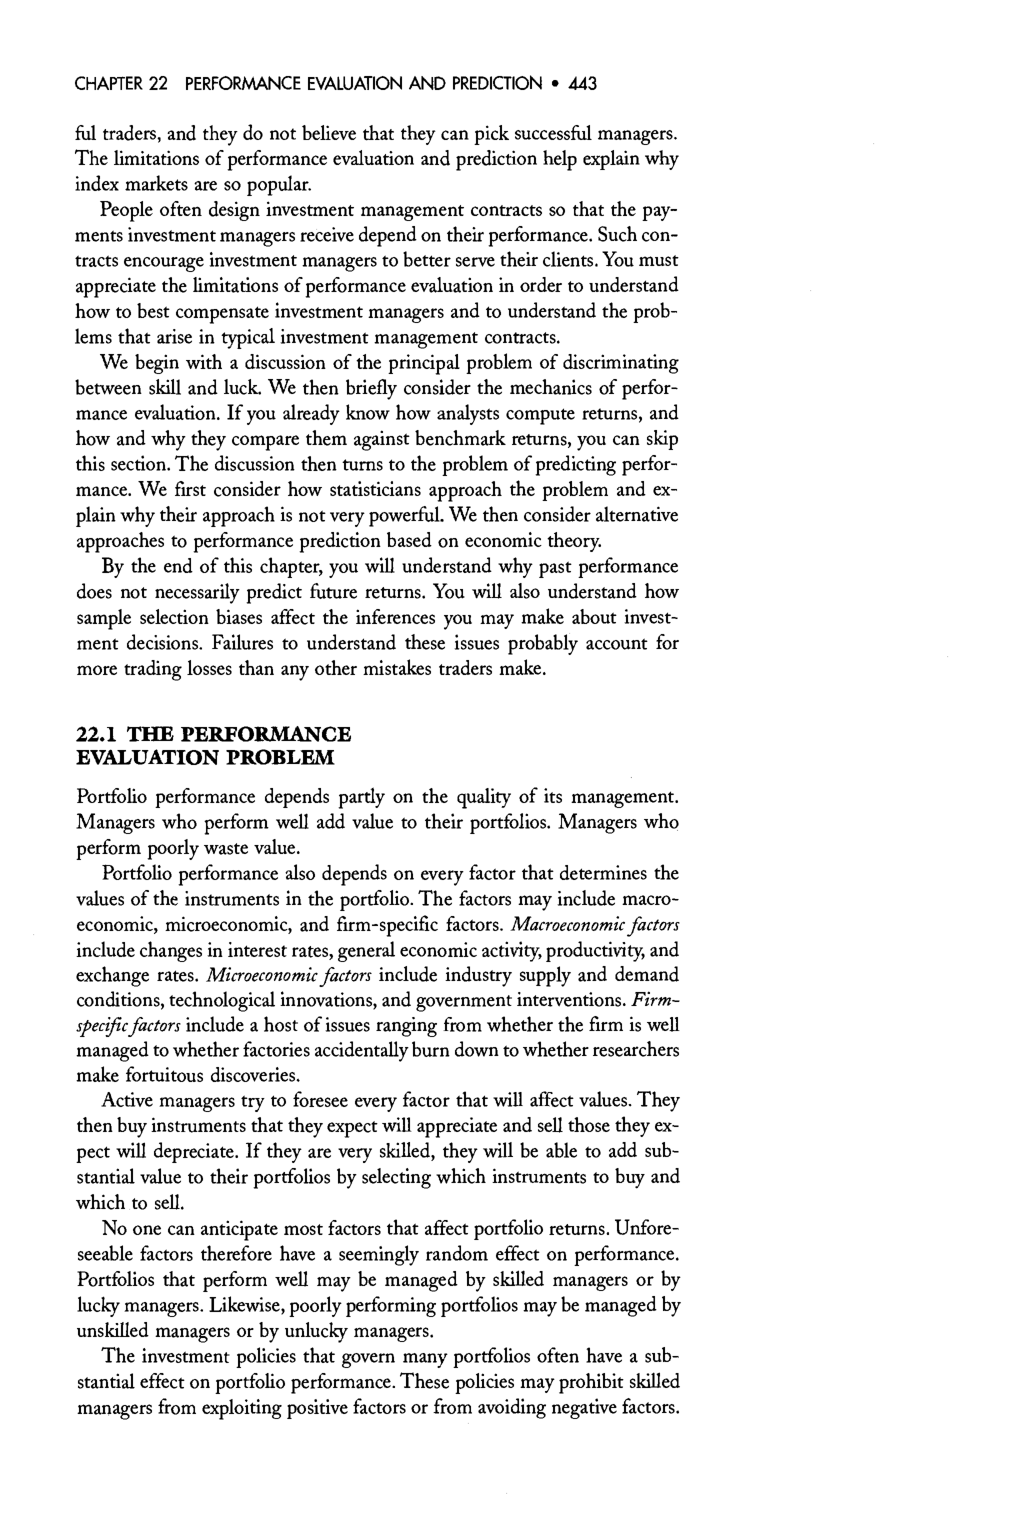 CHAPTER 22 PERFORMANCE EVALUATION AND PREDICTION • 443
ful traders, and they do not believe that they can pick successful managers.
The limitations of performance evaluation and prediction help explain why
index markets are so popular.
People often design investment management contracts so that the pay-
ments investment managers receive depend on their performance. Such con-
tracts encourage investment managers to better serve their clients. You must
appreciate the limitations of performance evaluation in order to understand
how to best compensate investment managers and to understand the prob-
lems that arise in typical investment management contracts.
We begin with a discussion of the principal problem of discriminating
between skill and luck. We then briefly consider the mechanics of perfor-
mance evaluation. If you already know how analysts compute returns, and
how and why they compare them against benchmark returns, you can skip
this section. The discussion then turns to the problem of predicting perfor-
mance. We first consider how statisticians approach the problem and ex-
plain why their approach is not very powerful. We then consider alternative
approaches to performance prediction based on economic theory.
By the end of this chapter, you will understand why past performance
does not necessarily predict future returns. You will also understand how
sample selection biases affect the inferences you may make about invest-
ment decisions. Failures to understand these issues probably account for
more trading losses than any other mistakes traders make.
22.1 THE PERFORMANCE
EVALUATION PROBLEM
Portfolio performance depends partly on the quality of its management.
Managers who perform well add value to their portfolios. Managers who
perform poorly waste value.
Portfolio performance also depends on every factor that determines the
values of the instruments in the portfolio. The factors may include macro-
economic, microeconomic, and firm-specific factors. Macroeconomic factors
include changes in interest rates, general economic activity, productivity, and
exchange rates. Microeconomic factors include industry supply and demand
conditions, technological innovations, and government interventions. Firm-
specific factors include a host of issues ranging from whether the firm is well
managed to whether factories accidentally burn down to whether researchers
make fortuitous discoveries.
Active managers try to foresee every factor that will affect values. They
then buy instruments that they expect will appreciate and sell those they ex-
pect will depreciate. If they are very skilled, they will be able to add sub-
stantial value to their portfolios by selecting which instruments to buy and
which to sell.
No one can anticipate most factors that affect portfolio returns. Unfore-
seeable factors therefore have a seemingly random effect on performance.
Portfolios that perform well may be managed by skilled managers or by
lucky managers. Likewise, poorly performing portfolios may be managed by
unskilled managers or by unlucky managers.
The investment policies that govern many portfolios often have a sub-
stantial effect on portfolio performance. These policies may prohibit skilled
managers from exploiting positive factors or from avoiding negative factors.